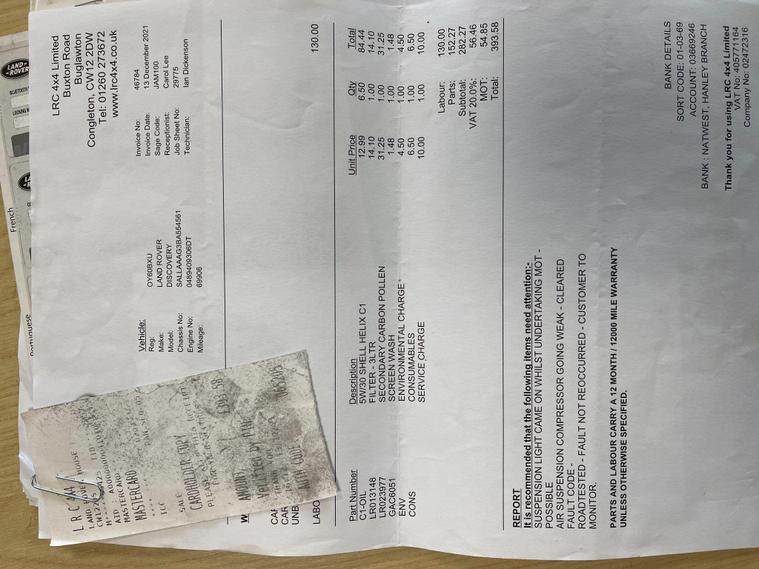 LRC 4x4 Limited
Buxton Road
Buglawton
Congleton, CW12 2DW
Tel: 01260 273672
www.lrc4x4.co.uk
Invoice No: 46784
Invoice Date: 13 December 2021
Sage Code: JAM100
Receptionist: Carol Lee
Job Sheet No: 29775
Technician: Ian Dickenson
Vehicle:
Reg: OY60BXU
Make: LAND ROVER
Model: DISCOVERY
Chassis No: SALLAAAG3BA554561
Engine No: 0489409306DT
Mileage: 69906
LABO 130.00
Part Number Description Unit Price Qty Total
C1-OIL 5W/30 SHELL HELIX C1 12.99 6.50 84.44
LR013148 FILTER - 3LTR 14.10 1.00 14.10
LR023977 SECONDARY CARBON POLLEN 31.25 1.00 31.25
GAC6051 SCREEN WASH 1.48 1.00 1.48
ENV ENVIRONMENTAL CHARGE 4.50 1.00 4.50
CONS CONSUMABLES 6.50 1.00 6.50
SERVICE CHARGE 10.00 1.00 10.00
Labour: 130.00
Parts: 152.27
Subtotal: 282.27
VAT 20.0%: 56.46
MOT: 54.85
Total: 393.58
REPORT
It is recommended that the following items need attention:-
SUSPENSION LIGHT CAME ON WHILST UNDERTAKING MOT -
POSSIBLE
AIR SUSPENSION COMPRESSOR GOING WEAK - CLEARED
FAULT CODE -
ROADTESTED - FAULT NOT REOCCURRED - CUSTOMER TO
MONITOR.
PARTS AND LABOUR CARRY A 12 MONTH / 12000 MILE WARRANTY
UNLESS OTHERWISE SPECIFIED.
BANK DETAILS
SORT CODE: 01-03-69
ACCOUNT: 03669246
BANK : NATWEST, HANLEY BRANCH
Thank you for using LRC 4x4 Limited
VAT No: 405771164
Company No: 02472316
L R C 4X4
MASTERCARD
MASTERCARD
ICC
SALE
CARDHOLDER COPY
AMOUNT
VERIFIED BY PIN
AUTH CODE
French
LAND-ROVER